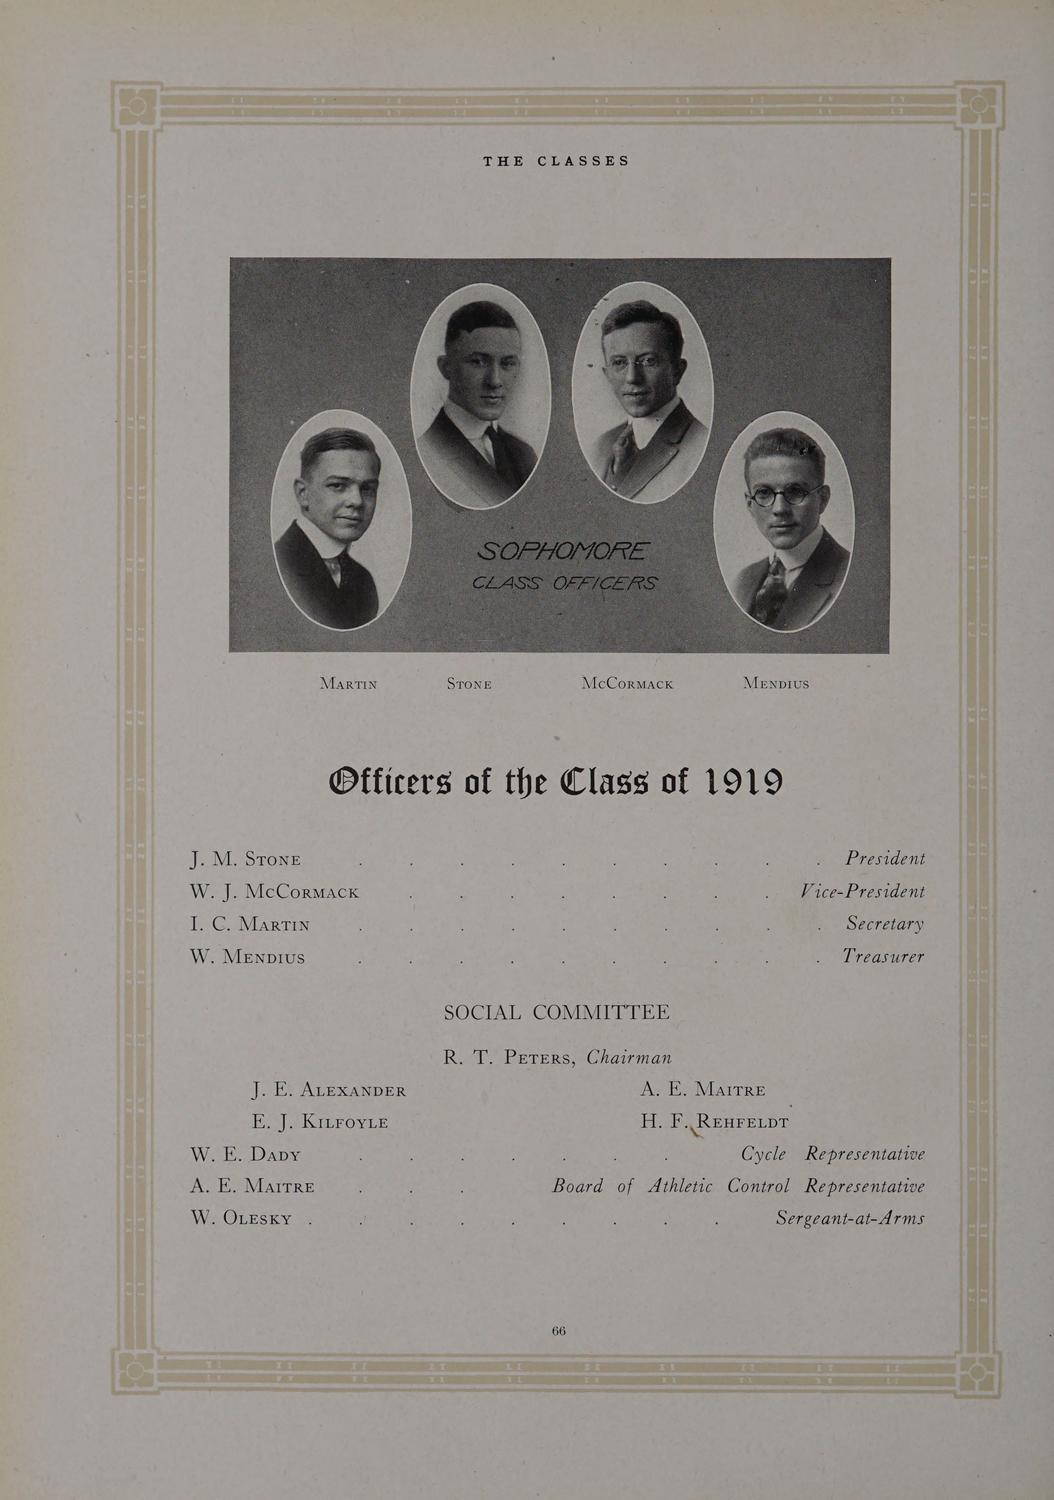 THE CLASSES
SOPHOMORE
CLASS OFFICERS
MARTIN STONE MCCORMACK MENDIUS
Officers of the Class of 1919
J. M. STONE . . . . . . . . . . President
W. J. MCCORMACK . . . . . . . . Vice-President
I. C. MARTIN . . . . . . . . . . Secretary
W. MENDIUS . . . . . . . . . . Treasurer
SOCIAL COMMITTEE
R. T. PETERS, Chairman
J. E. ALEXANDER A. E. MAITRE
E. J. KILFOYLE H. F. REHFELDT
W. E. DADY . . . . . . . Cycle Representative
A. E. MAITRE . . . Board of Athletic Control Representative
W. OLESKY . . . . . . . . . Sergeant-at-Arms
66